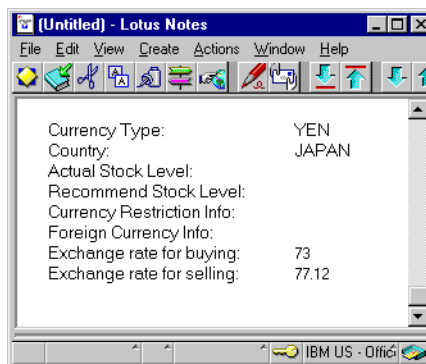 (Untitled) - Lotus Notes
File Edit View Create Actions Window Help
Currency Type: YEN
Country: JAPAN
Actual Stock Level:
Recommend Stock Level:
Currency Restriction Info:
Foreign Currency Info:
Exchange rate for buying: 73
Exchange rate for selling: 77.12
IBM US - Offic